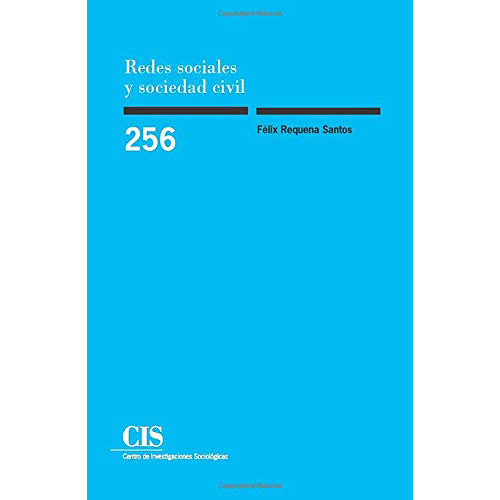 Redes sociales
y sociedad civil
256
Félix Requena Santos
CIS
Centro de Investigaciones Sociológicas